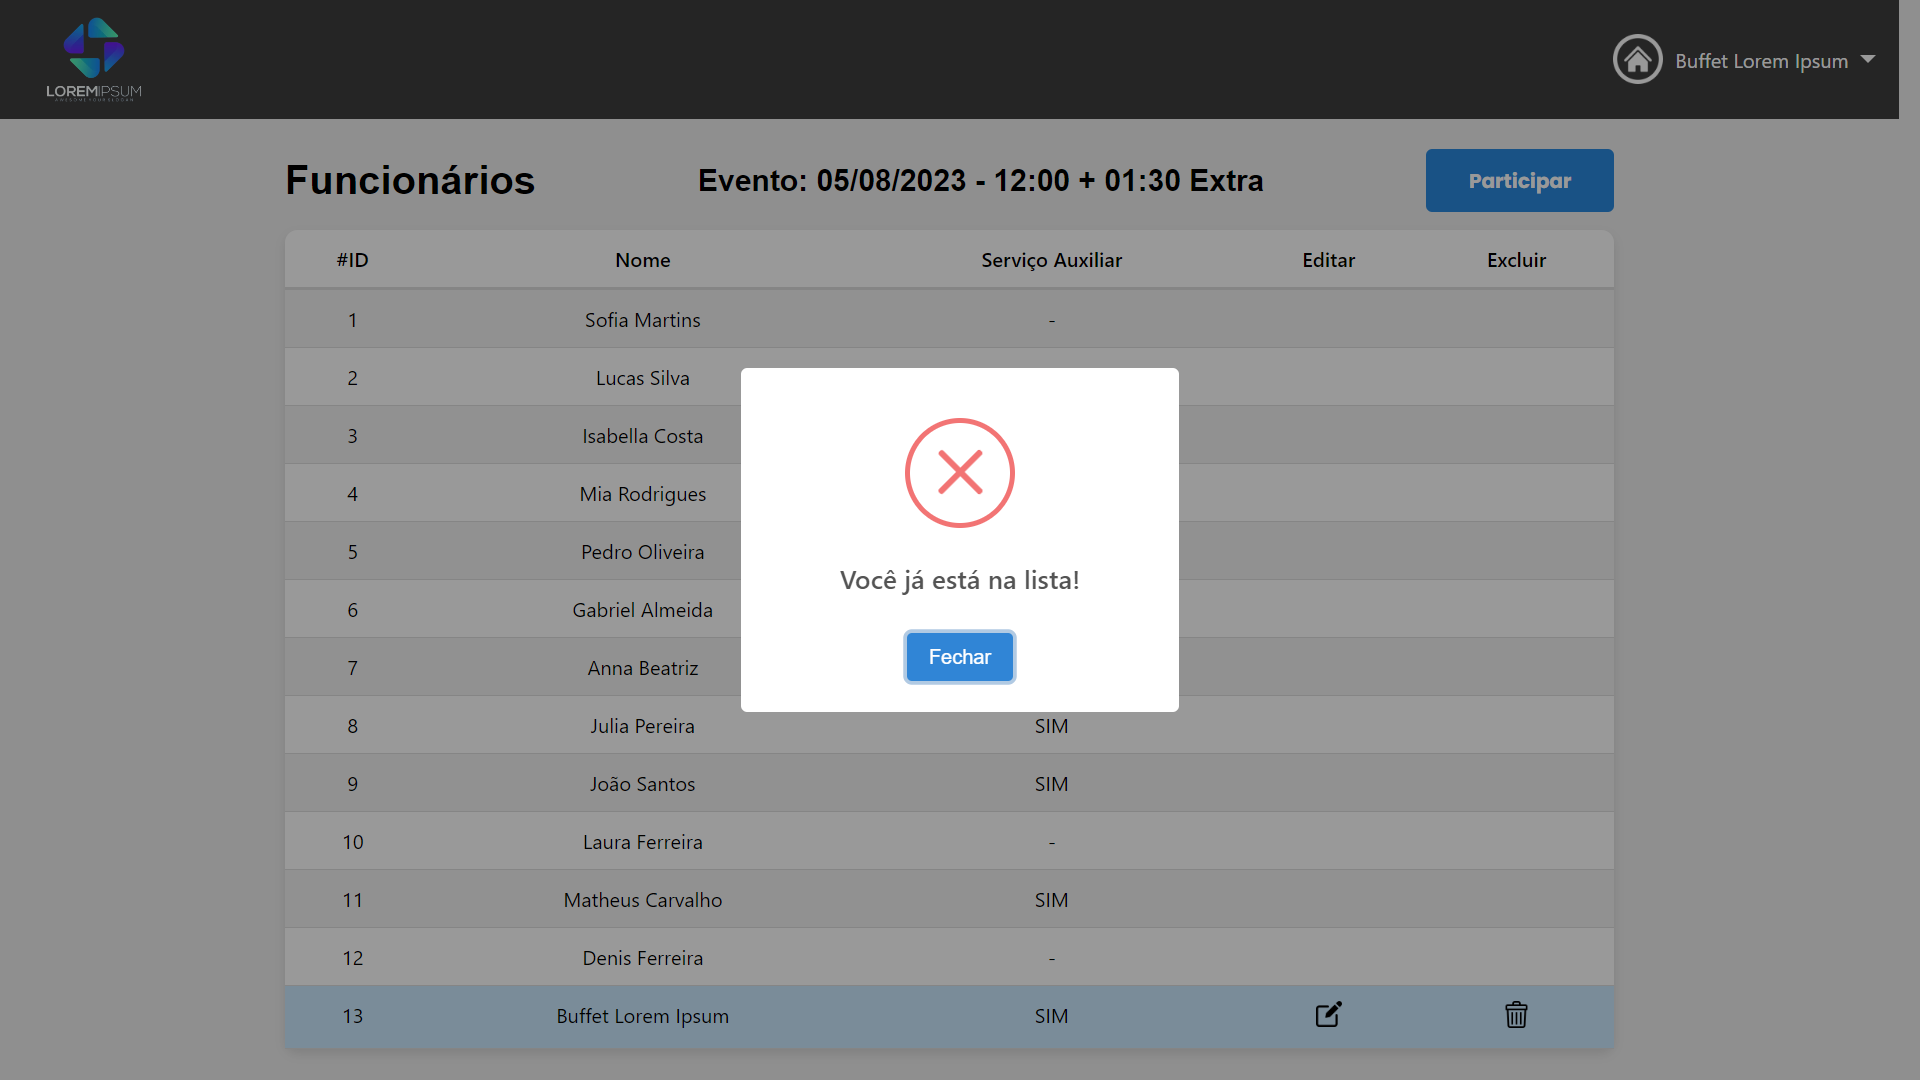 LOREMIPSUM
Buffet Lorem Ipsum
Funcionários
Evento: 05/08/2023 - 12:00 + 01:30 Extra
Participar
#ID Nome Serviço Auxiliar Editar Excluir
1 Sofia Martins -
2 Lucas Silva
3 Isabella Costa
4 Mia Rodrigues
5 Pedro Oliveira
6 Gabriel Almeida
7 Anna Beatriz
8 Julia Pereira SIM
9 João Santos SIM
10 Laura Ferreira -
11 Matheus Carvalho SIM
12 Denis Ferreira -
13 Buffet Lorem Ipsum SIM
Você já está na lista!
Fechar